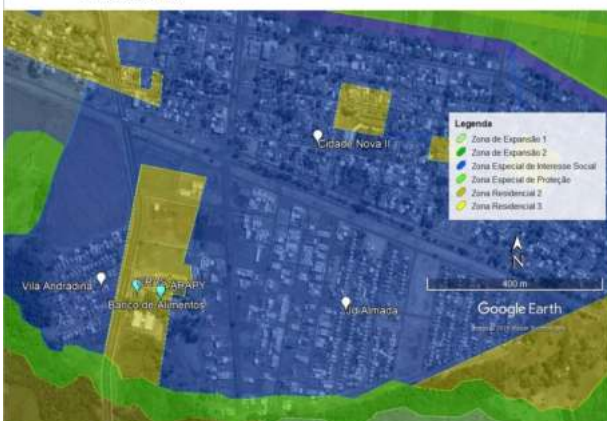 Cidade Nova II
Legenda
Zona de Expansão 1
Zona de Expansão 2
Zona Especial de Interesse Social
Zona Especial de Proteção
Zona Residencial 2
Zona Residencial 3
N
400 m
Google Earth
Vila Andradina
ARAPY
Banco de Alimentos
Jd Almada